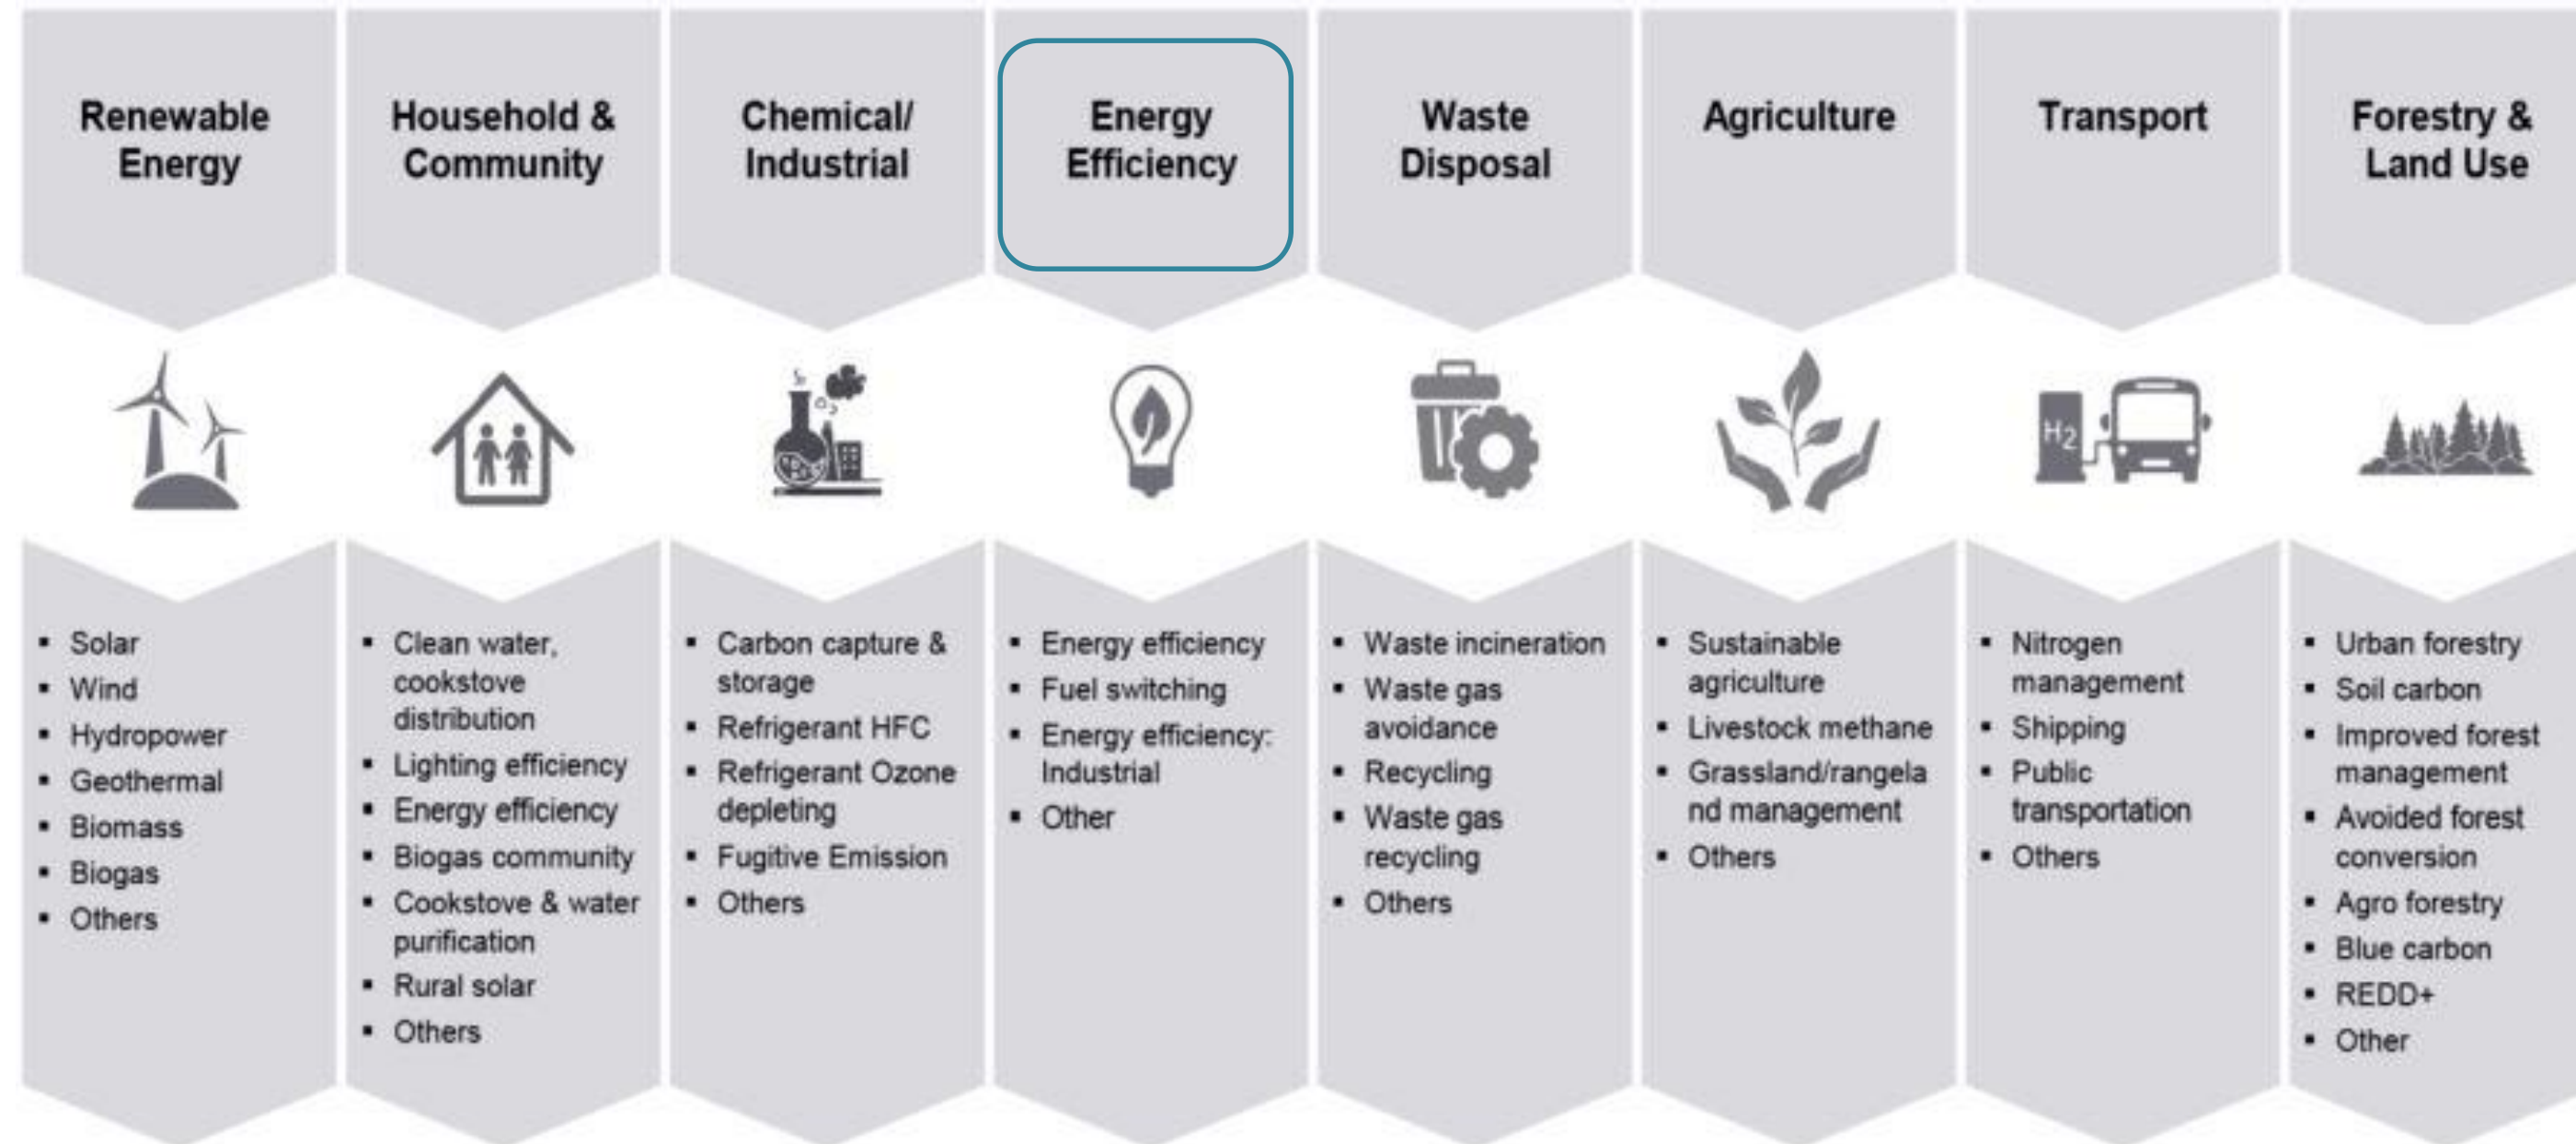 Renewable
Energy
Household &
Community
Chemical/
Industrial
Energy
Efficiency
Waste
Disposal
Agriculture
Transport
Forestry &
Land Use
H2
▪ Solar
▪ Wind
▪ Hydropower
▪ Geothermal
▪ Biomass
▪ Biogas
▪ Others
▪ Clean water,
cookstove
distribution
▪ Lighting efficiency
▪ Energy efficiency
▪ Biogas community
▪ Cookstove & water
purification
▪ Rural solar
▪ Others
▪ Carbon capture &
storage
▪ Refrigerant HFC
▪ Refrigerant Ozone
depleting
▪ Fugitive Emission
▪ Others
▪ Energy efficiency
▪ Fuel switching
▪ Energy efficiency:
Industrial
▪ Other
▪ Waste incineration
▪ Waste gas
avoidance
▪ Recycling
▪ Waste gas
recycling
▪ Others
▪ Sustainable
agriculture
▪ Livestock methane
▪ Grassland/rangela
nd management
▪ Others
▪ Nitrogen
management
▪ Shipping
▪ Public
transportation
▪ Others
▪ Urban forestry
▪ Soil carbon
▪ Improved forest
management
▪ Avoided forest
conversion
▪ Agro forestry
▪ Blue carbon
▪ REDD+
▪ Other